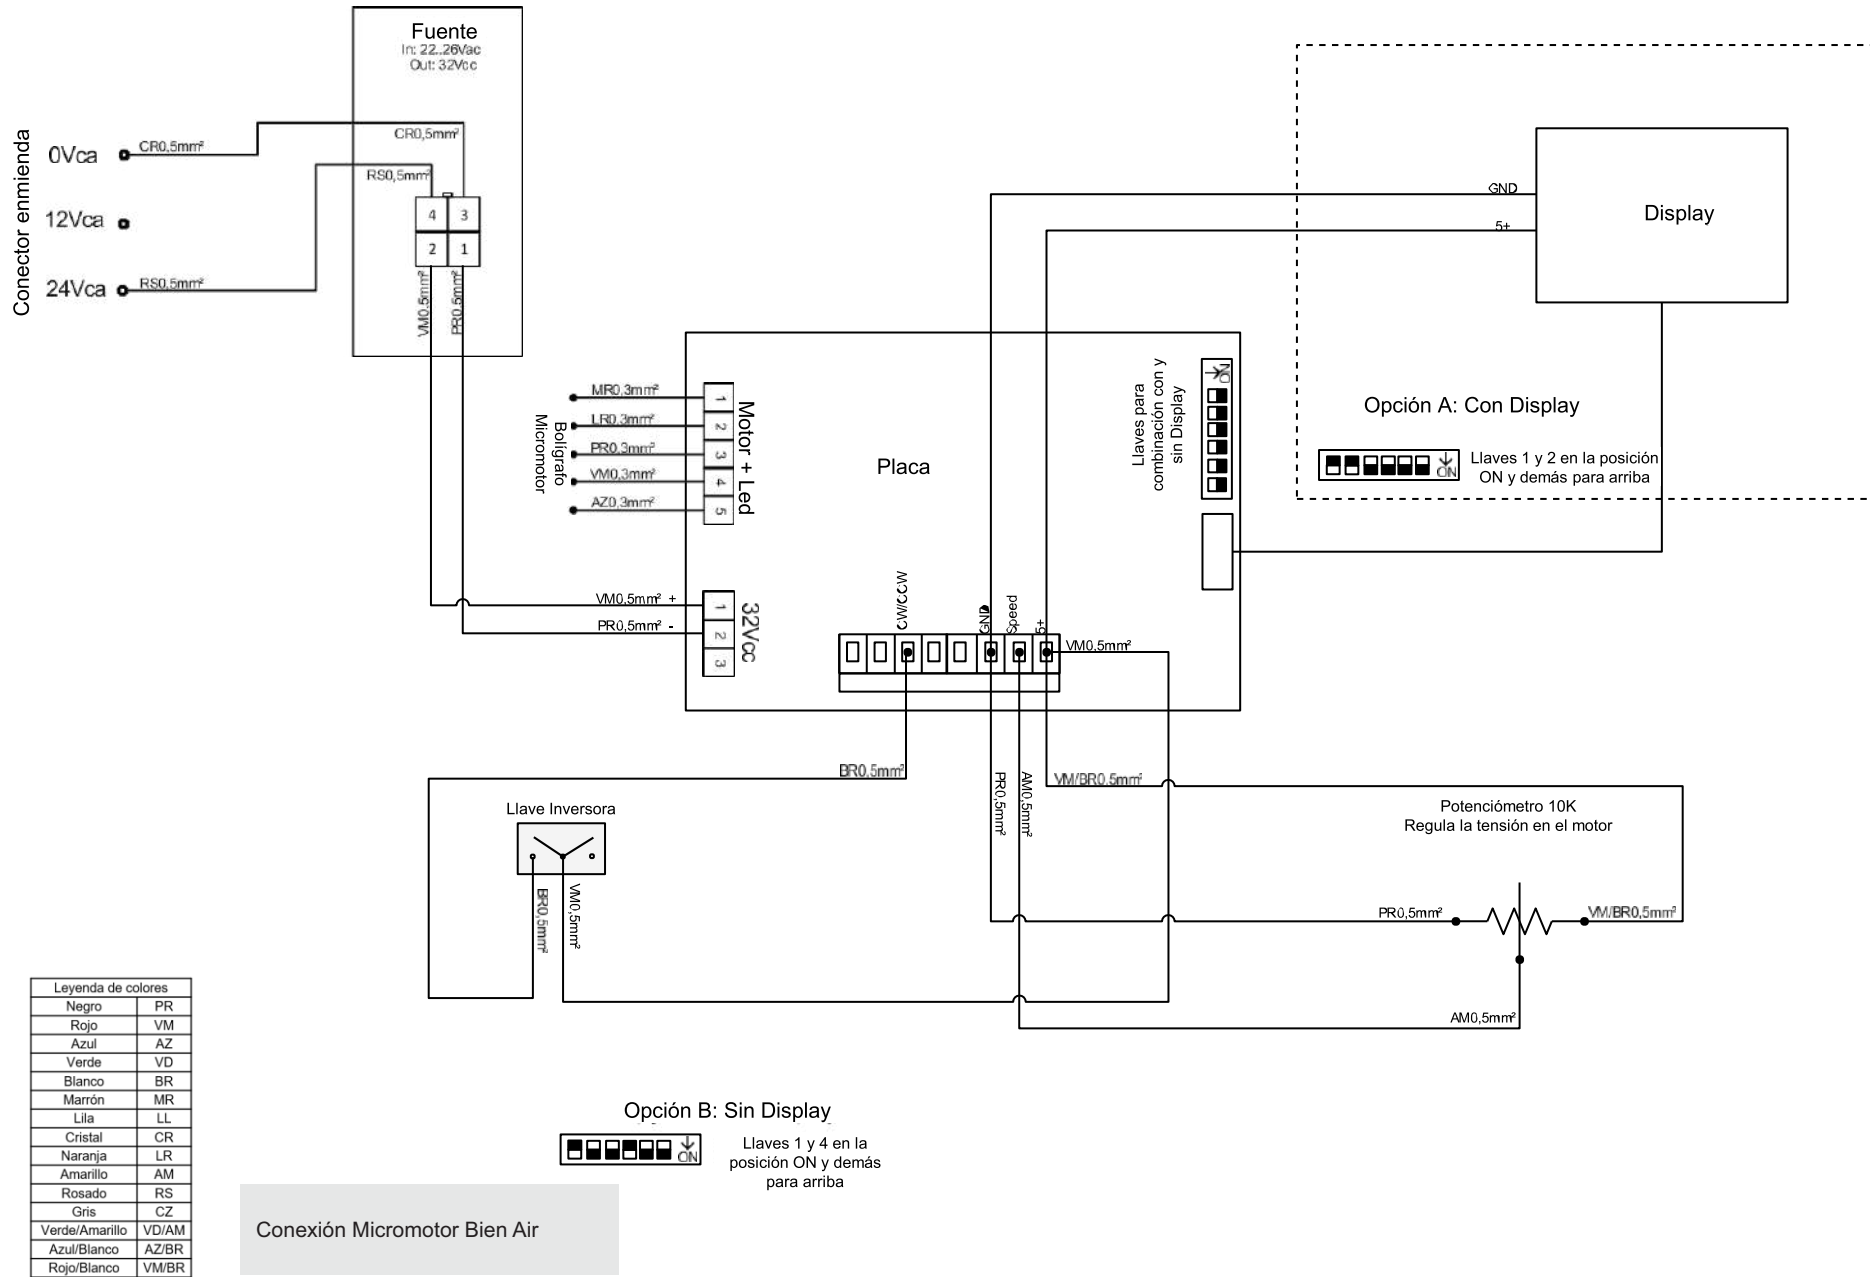 Fuente
In: 22..26Vac
Out: 32Vcc
Conector enmienda
0Vca
12Vca
24Vca
CR0,5mm²
RS0,5mm²
CR0,5mm²
RS0,5mm²
4
3
2
1
VM0,5mm²
PR0,5mm²
Bolígrafo
Micromotor
MR0,3mm²
LR0,3mm²
PR0,3mm²
VM0,3mm²
AZ0,3mm²
1
2
3
4
5
Motor + Led
VM0,5mm² +
PR0,5mm² -
1
2
3
32Vcc
Placa
Llaves para
combinación con y
sin Display
ON
CW/CCW
GND
Speed
5+
VM0,5mm²
GND
5+
Display
Opción A: Con Display
ON
Llaves 1 y 2 en la posición
ON y demás para arriba
BR0,5mm²
PR0,5mm²
AM0,5mm²
VM/BR0,5mm²
Llave Inversora
BR0,5mm²
VM0,5mm²
Potenciómetro 10K
Regula la tensión en el motor
PR0,5mm²
VM/BR0,5mm²
AM0,5mm²
Leyenda de colores
Negro PR
Rojo VM
Azul AZ
Verde VD
Blanco BR
Marrón MR
Lila LL
Cristal CR
Naranja LR
Amarillo AM
Rosado RS
Gris CZ
Verde/Amarillo VD/AM
Azul/Blanco AZ/BR
Rojo/Blanco VM/BR
Opción B: Sin Display
ON
Llaves 1 y 4 en la
posición ON y demás
para arriba
Conexión Micromotor Bien Air